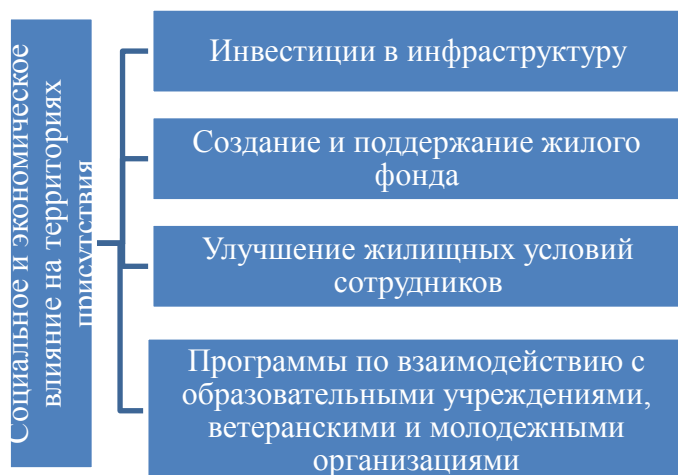 Социальное и экономическое
влияние на территориях
присутствия
Инвестиции в инфраструктуру
Создание и поддержание жилого
фонда
Улучшение жилищных условий
сотрудников
Программы по взаимодействию с
образовательными учреждениями,
ветеранскими и молодежными
организациями